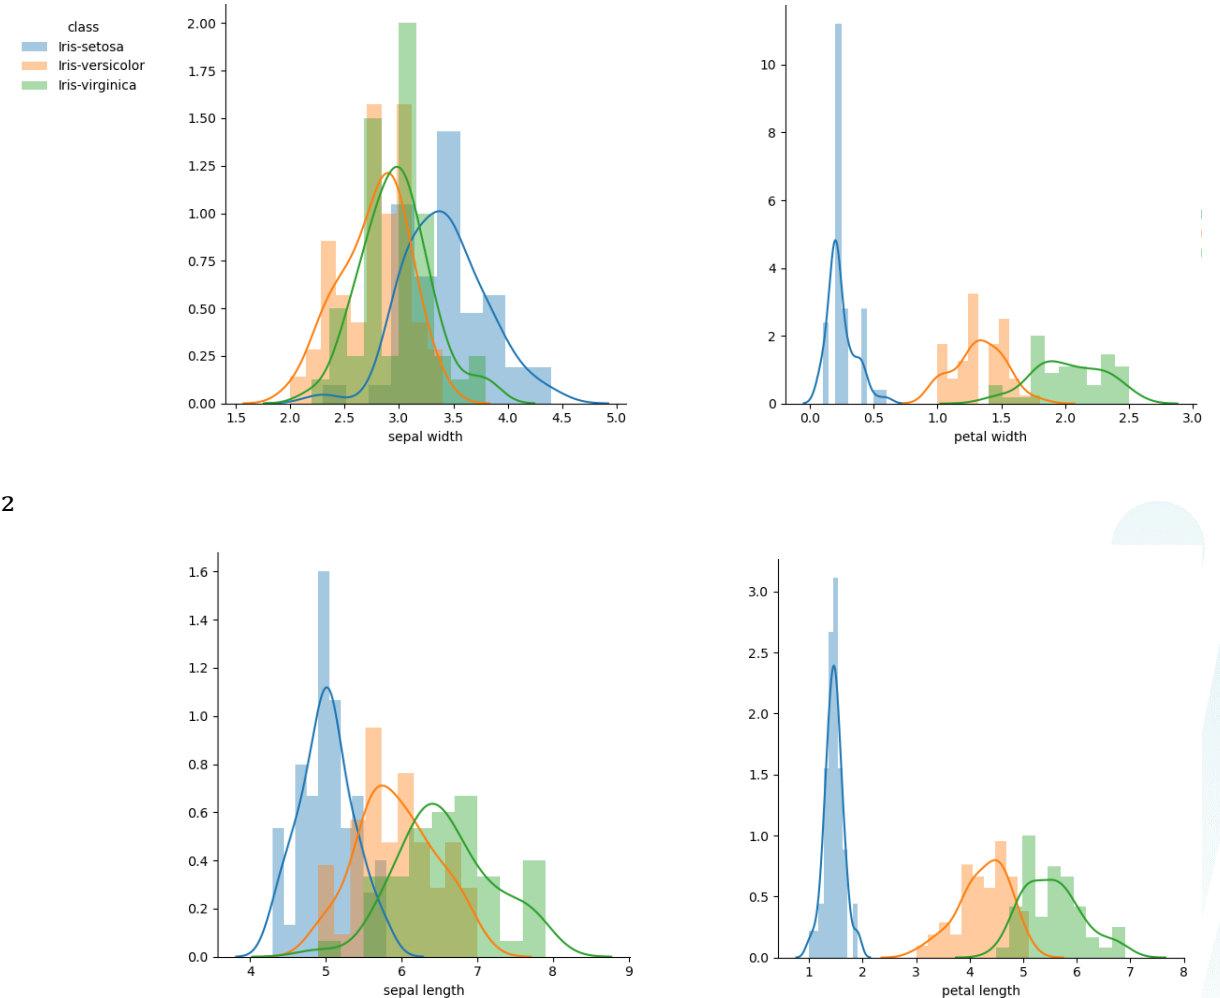 class
Iris-setosa
Iris-versicolor
Iris-virginica
2.00
1.75
1.50
1.25
1.00
0.75
0.50
0.25
0.00
1.5 2.0 2.5 3.0 3.5 4.0 4.5 5.0
sepal width
10
8
6
4
2
0
0.0 0.5 1.0 1.5 2.0 2.5 3.0
petal width
2
1.6
1.4
1.2
1.0
0.8
0.6
0.4
0.2
0.0
4 5 6 7 8 9
sepal length
3.0
2.5
2.0
1.5
1.0
0.5
0.0
1 2 3 4 5 6 7 8
petal length